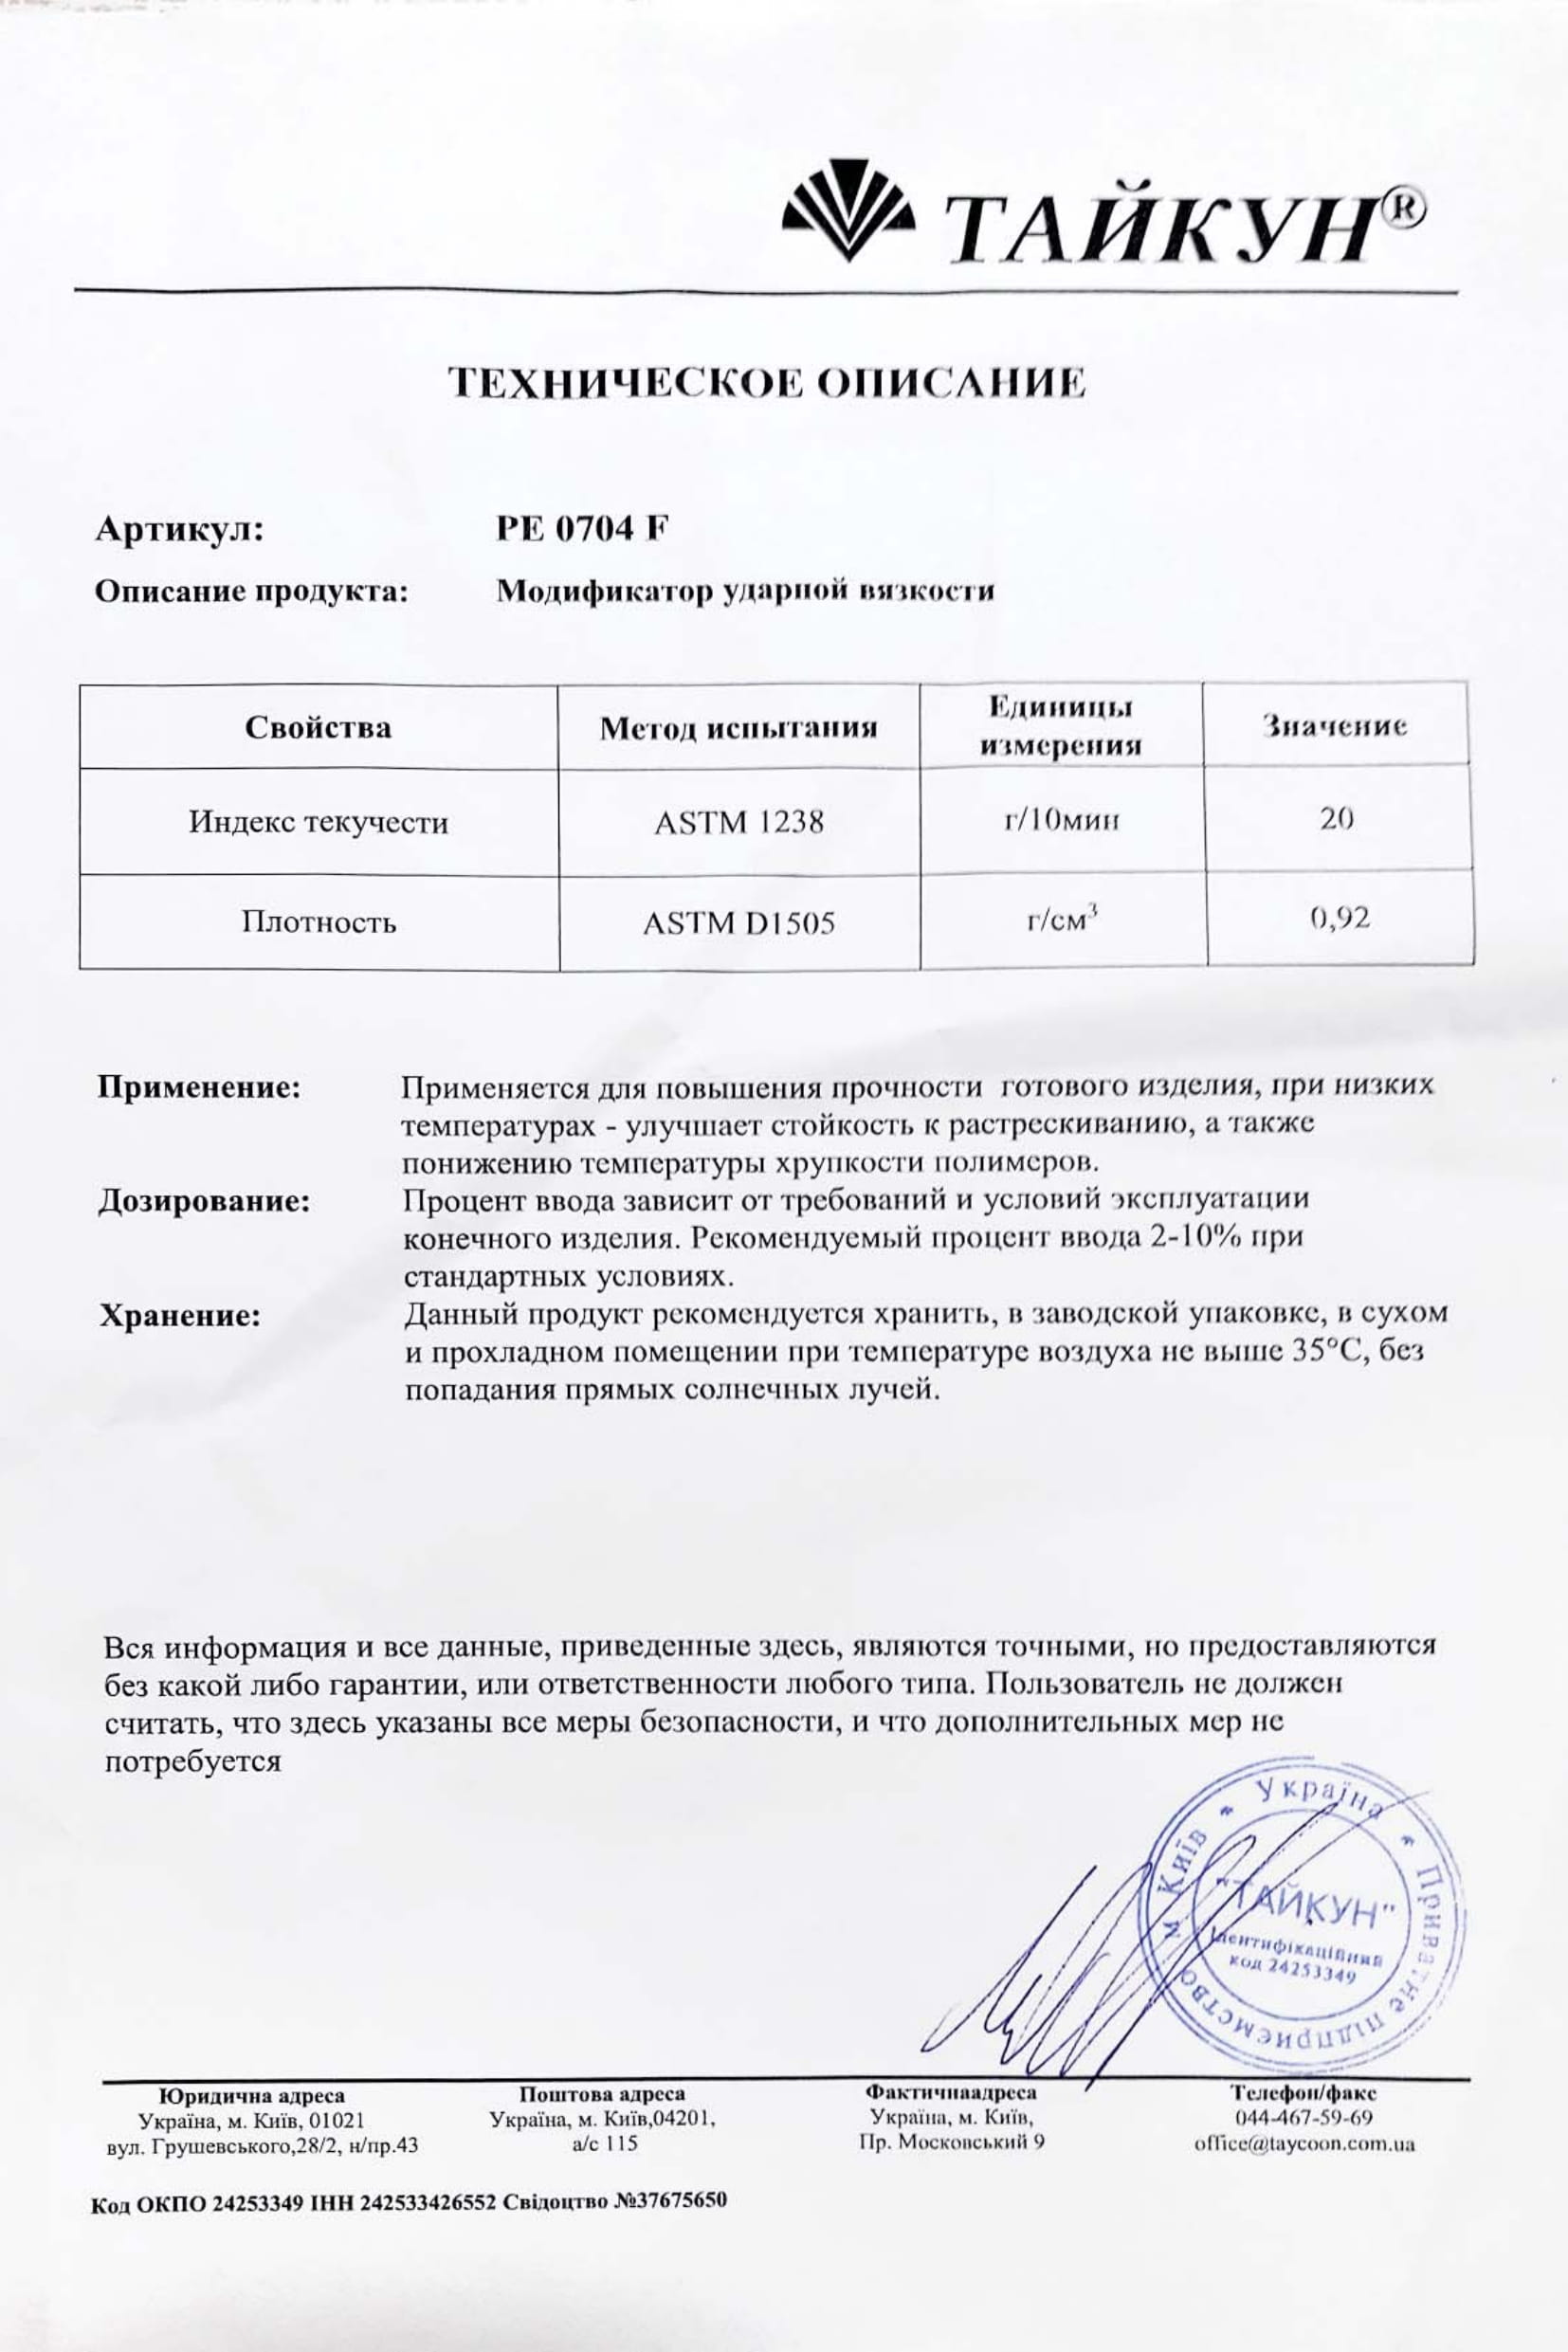 ТАЙКУН®
ТЕХНИЧЕСКОЕ ОПИСАНИЕ
Артикул: PE 0704 F
Описание продукта: Модификатор ударной вязкости
Свойства Метод испытания Единицы измерения Значение
Индекс текучести ASTM 1238 г/10мин 20
Плотность ASTM D1505 г/см³ 0,92
Применение: Применяется для повышения прочности готового изделия, при низких
температурах - улучшает стойкость к растрескиванию, а также
понижению температуры хрупкости полимеров.
Дозирование: Процент ввода зависит от требований и условий эксплуатации
конечного изделия. Рекомендуемый процент ввода 2-10% при
стандартных условиях.
Хранение: Данный продукт рекомендуется хранить, в заводской упаковке, в сухом
и прохладном помещении при температуре воздуха не выше 35°С, без
попадания прямых солнечных лучей.
Вся информация и все данные, приведенные здесь, являются точными, но предоставляются
без какой либо гарантии, или ответственности любого типа. Пользователь не должен
считать, что здесь указаны все меры безопасности, и что дополнительных мер не
потребуется
м Київ * Україна * Приватне підприємство
"ТАЙКУН"
Ідентифікаційний
код 24253349
Юридична адреса Поштова адреса Фактичнаадреса Телефон/факс
Україна, м. Київ, 01021 Україна, м. Київ,04201, Україна, м. Київ, 044-467-59-69
вул. Грушевського,28/2, н/пр.43 а/с 115 Пр. Московський 9 office@taycoon.com.ua
Код ОКПО 24253349 ІНН 242533426552 Свідоцтво №37675650